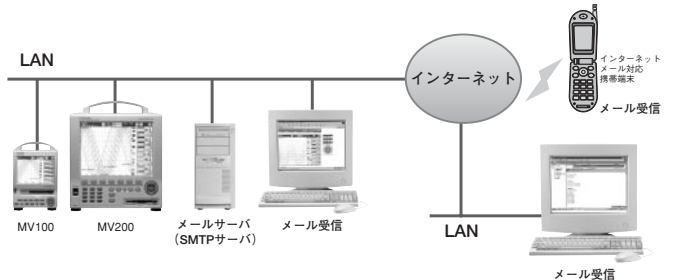 LAN
インターネット
インターネット
メール対応
携帯端末
メール受信
MV100
MV200
メールサーバ
（SMTPサーバ）
メール受信
LAN
メール受信